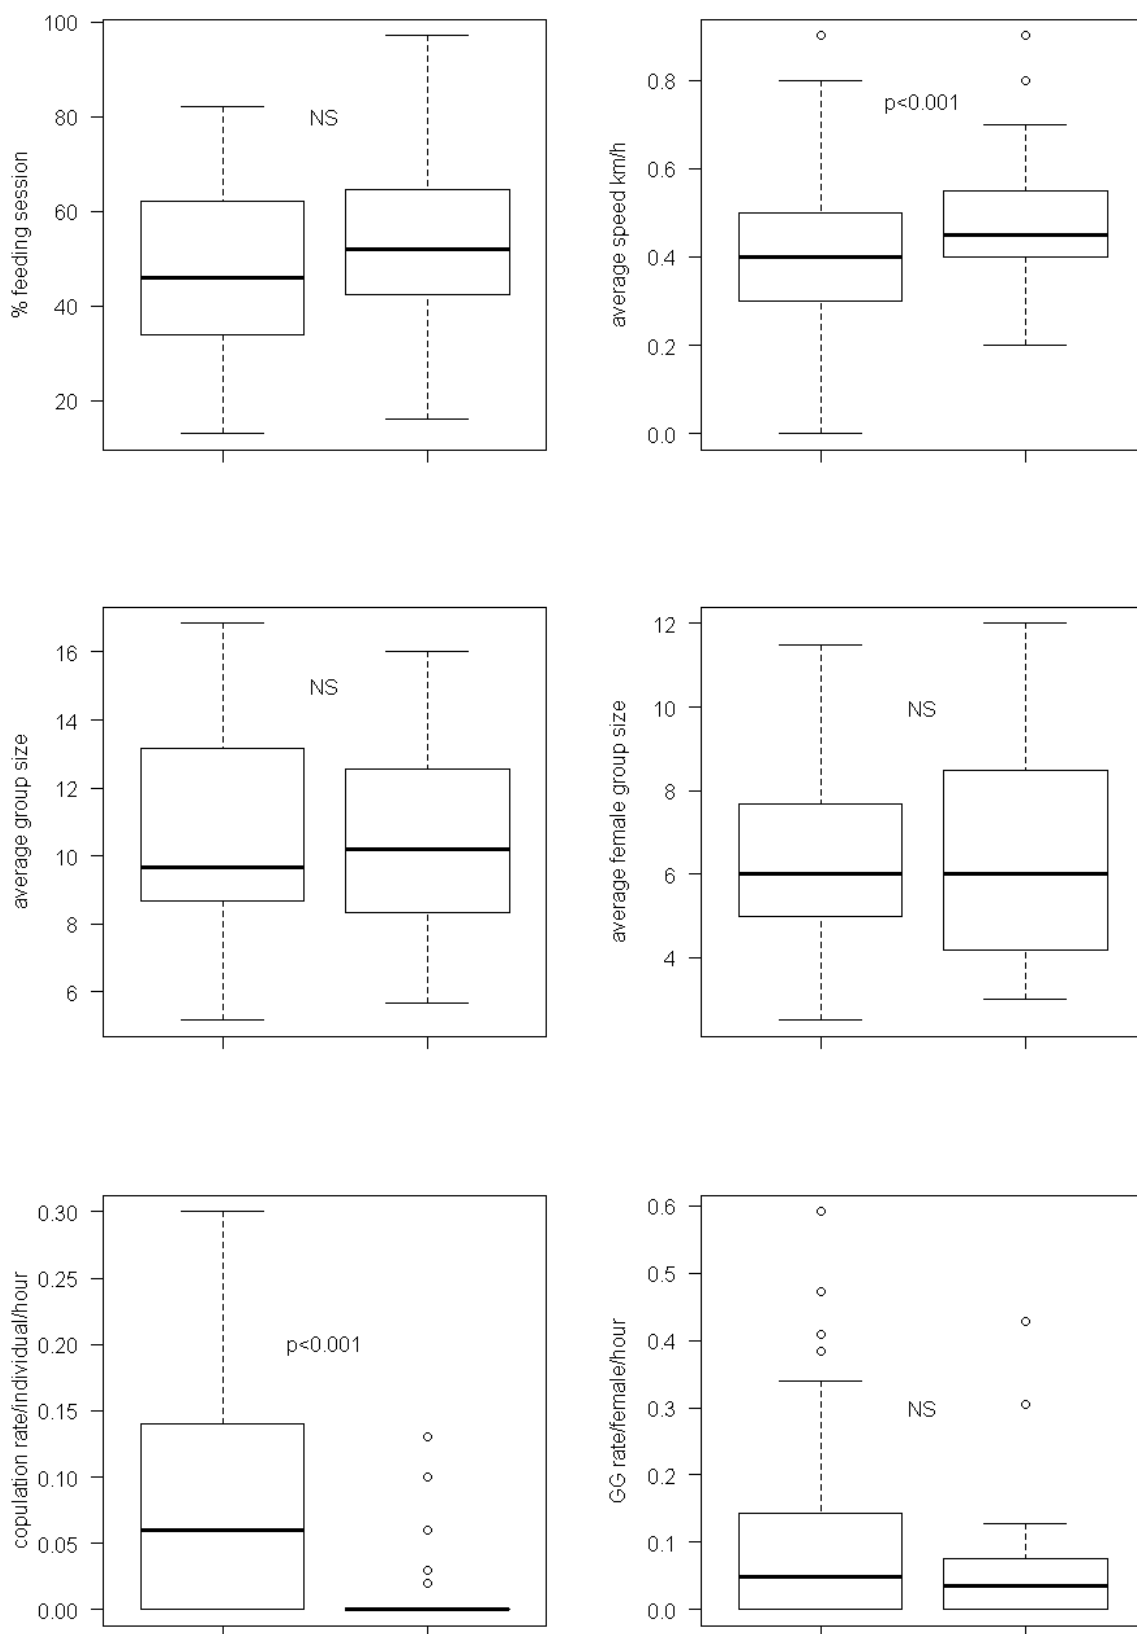 % feeding session
100
80
60
40
20
NS
average speed km/h
0.8
0.6
0.4
0.2
0.0
p<0.001
average group size
16
14
12
10
8
6
NS
average female group size
12
10
8
6
4
NS
copulation rate/individual/hour
0.30
0.25
0.20
0.15
0.10
0.05
0.00
p<0.001
GG rate/female/hour
0.6
0.5
0.4
0.3
0.2
0.1
0.0
NS